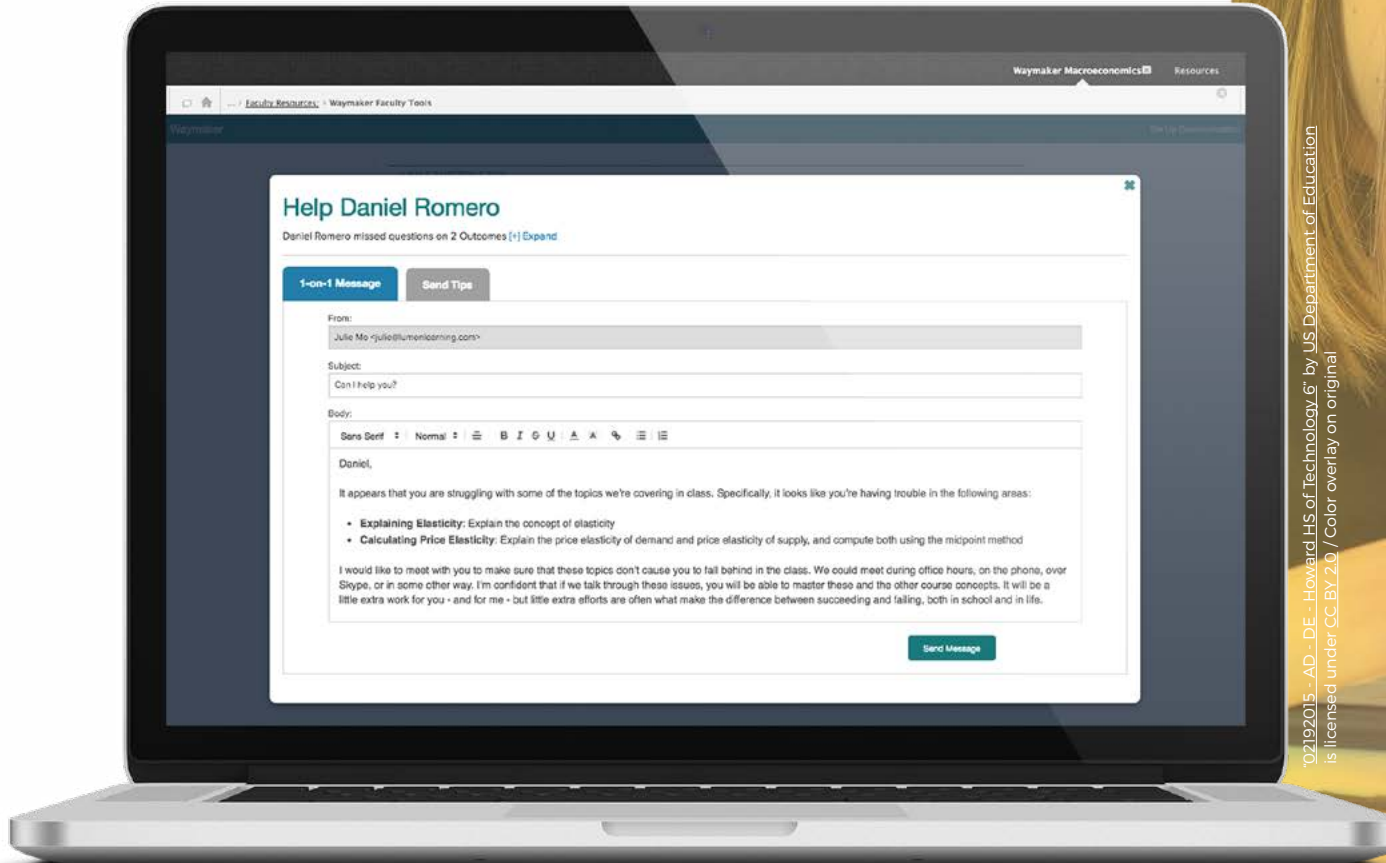 Waymaker Macroeconomics Resources
... / Faculty Resources: › Waymaker Faculty Tools
Waymaker
Help Daniel Romero
Daniel Romero missed questions on 2 Outcomes [+] Expand
1-on-1 Message Send Tips
From:
Julie Mo <julie@lumenlearning.com>
Subject:
Can I help you?
Body:
Sans Serif Normal B I S U A A
Daniel,
It appears that you are struggling with some of the topics we're covering in class. Specifically, it looks like you're having trouble in the following areas:
• Explaining Elasticity: Explain the concept of elasticity
• Calculating Price Elasticity: Explain the price elasticity of demand and price elasticity of supply, and compute both using the midpoint method
I would like to meet with you to make sure that these topics don't cause you to fall behind in the class. We could meet during office hours, on the phone, over
Skype, or in some other way. I'm confident that if we talk through these issues, you will be able to master these and the other course concepts. It will be a
little extra work for you - and for me - but little extra efforts are often what make the difference between succeeding and failing, both in school and in life.
Send Message
"02192015 - AD - DE - Howard HS of Technology 6" by US Department of Education
is licensed under CC BY 2.0 / Color overlay on original